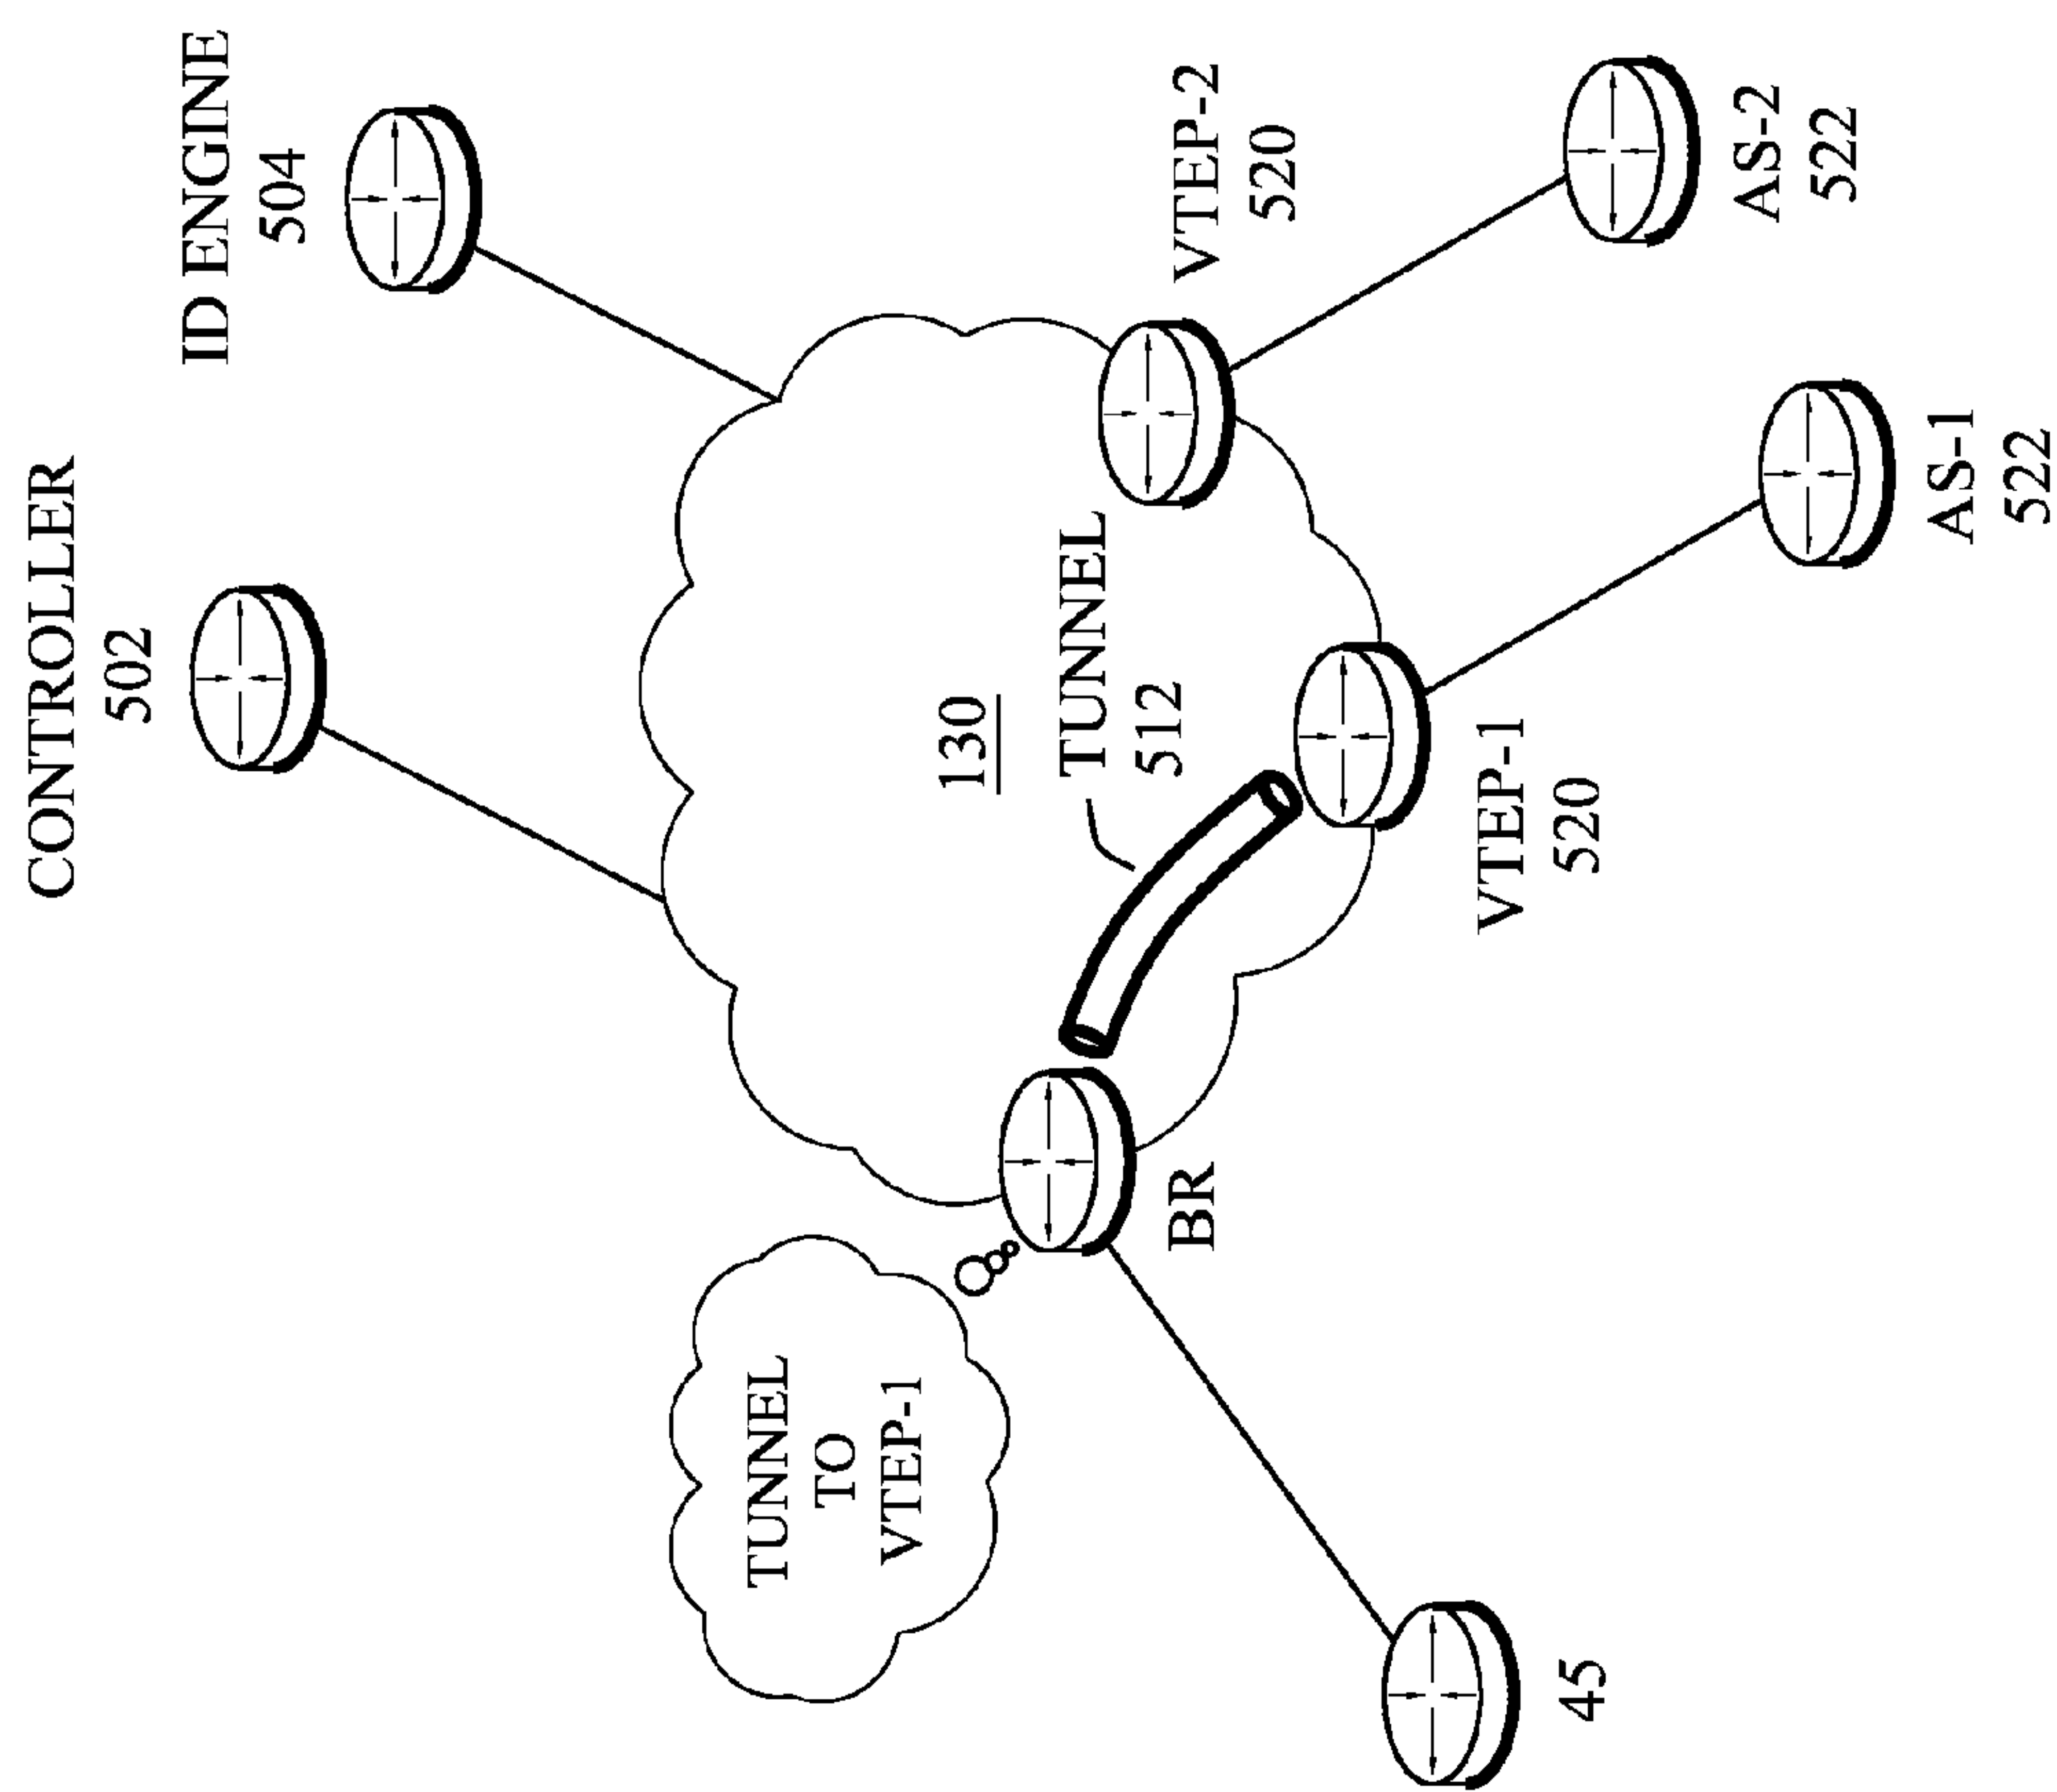 CONTROLLER
502
ID ENGINE
504
130
TUNNEL
512
VTEP-2
520
TUNNEL
TO
VTEP-1
BR
VTEP-1
520
AS-2
522
AS-1
522
45